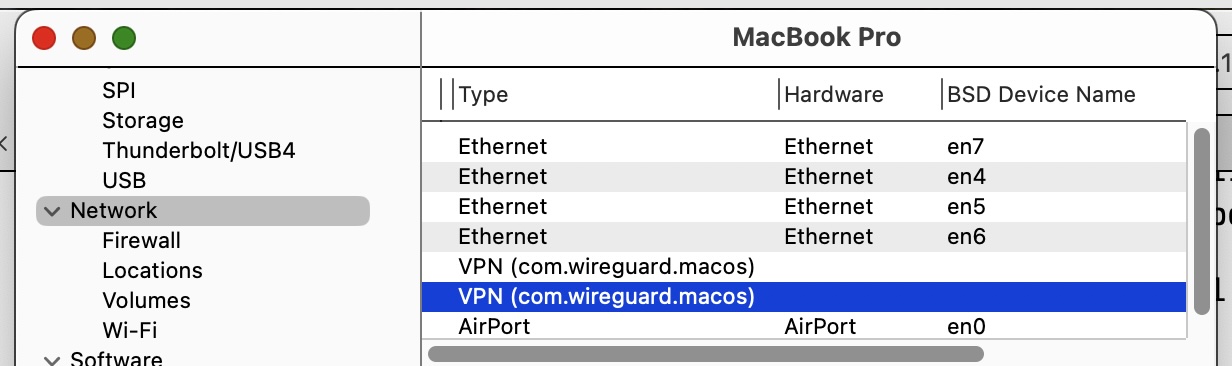 MacBook Pro
SPI
Storage
Thunderbolt/USB4
USB
Network
Firewall
Locations
Volumes
Wi-Fi
Software
Type Hardware BSD Device Name
Ethernet Ethernet en7
Ethernet Ethernet en4
Ethernet Ethernet en5
Ethernet Ethernet en6
VPN (com.wireguard.macos)
VPN (com.wireguard.macos)
AirPort AirPort en0